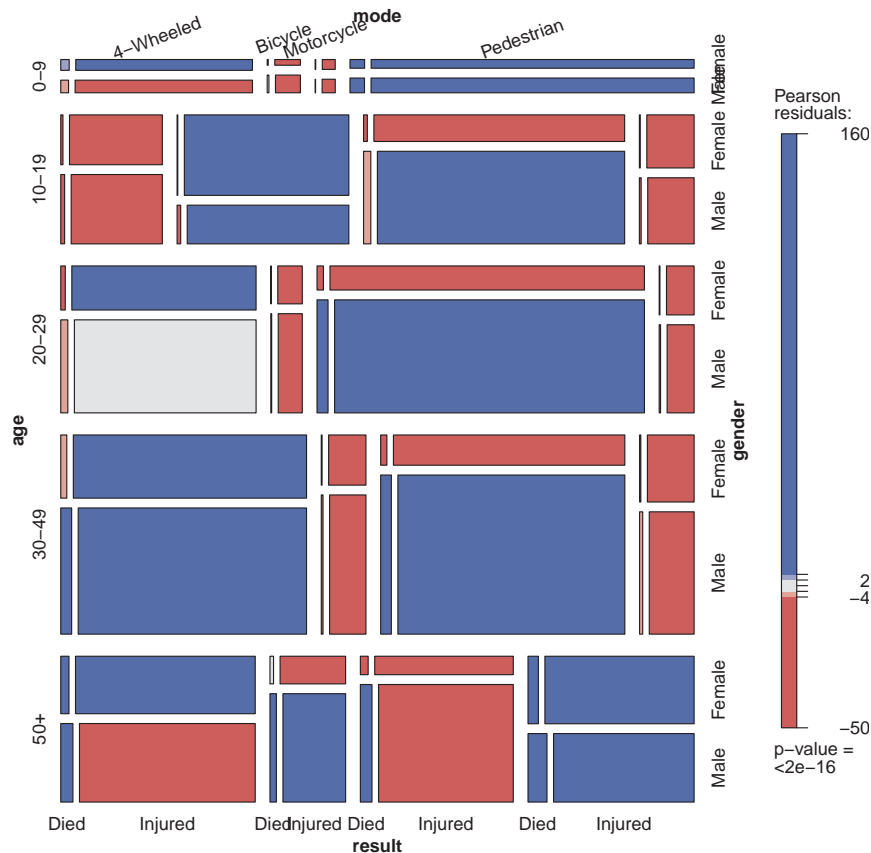 mode
4−Wheeled
Bicycle
Motorcycle
Pedestrian
age
0−9
10−19
20−29
30−49
50+
gender
Female
Male
Female
Male
Female
Male
Female
Male
Female
Male
Died Injured Died Injured Died Injured Died Injured
result
Pearson
residuals:
160
2
−4
−50
p−value =
<2e−16